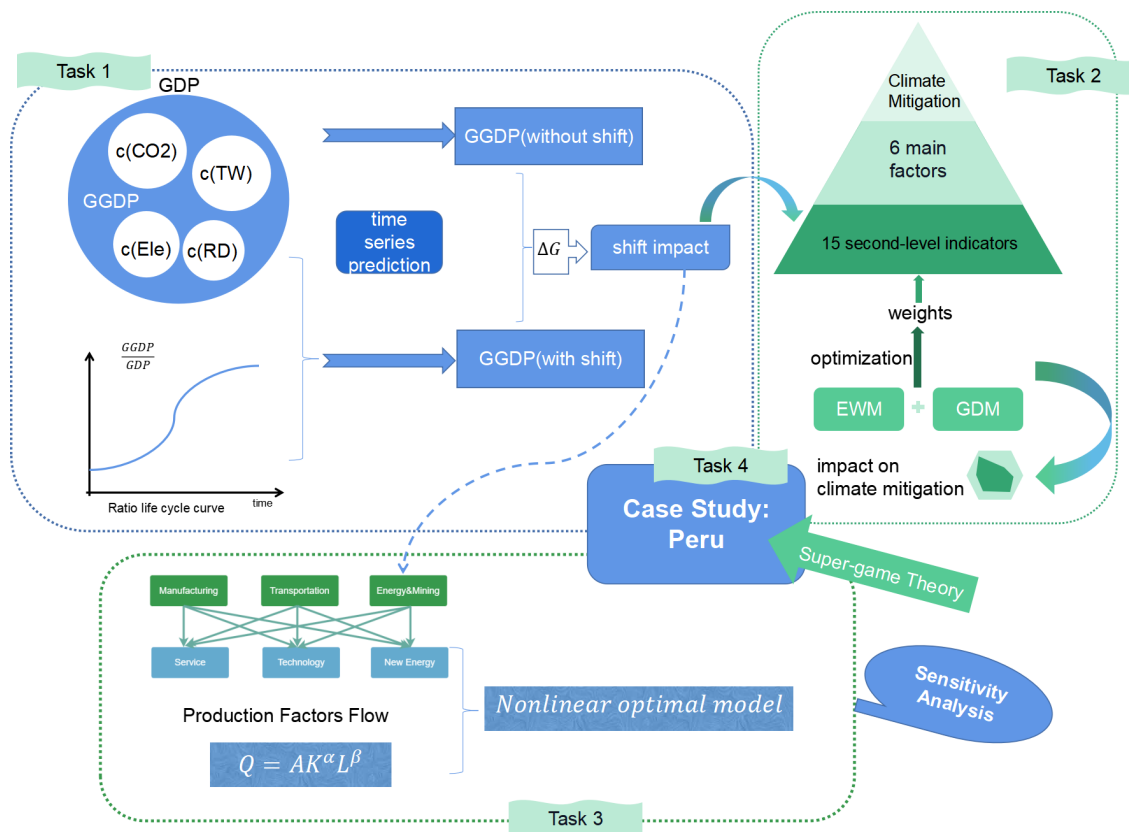 Task 1
GDP
c(CO2)
c(TW)
GGDP
c(Ele)
c(RD)
GGDP(without shift)
time
series
prediction
ΔG
shift impact
GGDP(with shift)
GGDP
GDP
Ratio life cycle curve
time
Task 2
Climate
Mitigation
6 main
factors
15 second-level indicators
weights
optimization
EWM
+
GDM
impact on
climate mitigation
Task 4
Case Study:
Peru
Super-game Theory
Manufacturing
Transportation
Energy&Mining
Service
Technology
New Energy
Production Factors Flow
Q = AK^α L^β
Nonlinear optimal model
Task 3
Sensitivity
Analysis